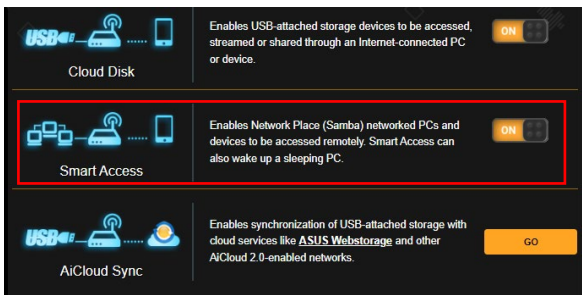 USB
Cloud Disk
Enables USB-attached storage devices to be accessed,
streamed or shared through an Internet-connected PC
or device.
ON
Smart Access
Enables Network Place (Samba) networked PCs and
devices to be accessed remotely. Smart Access can
also wake up a sleeping PC.
ON
USB
AiCloud Sync
Enables synchronization of USB-attached storage with
cloud services like ASUS Webstorage and other
AiCloud 2.0-enabled networks.
GO